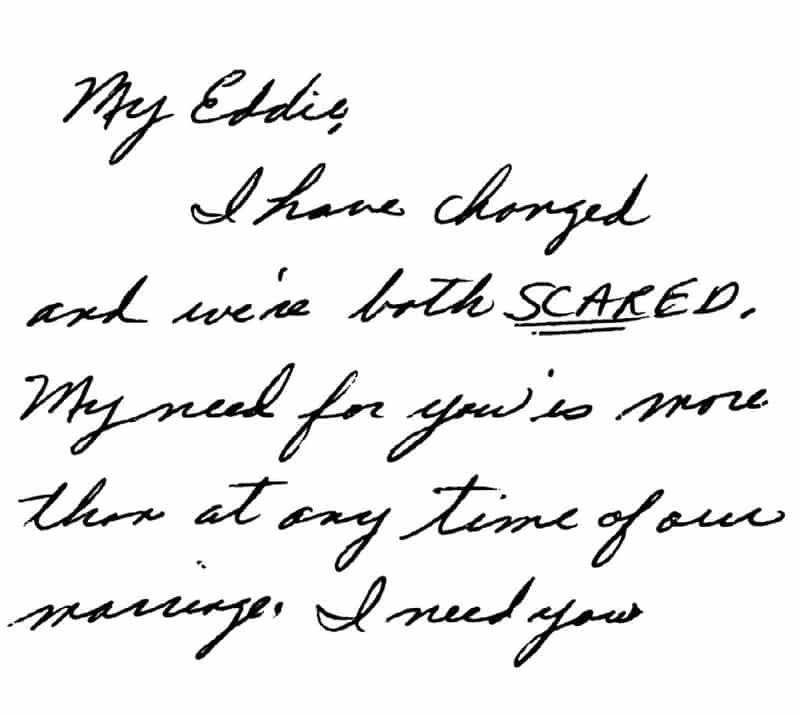 My Eddie,
I have changed
and we're both SCARED.
My need for you is more
than at any time of our
marriage. I need you